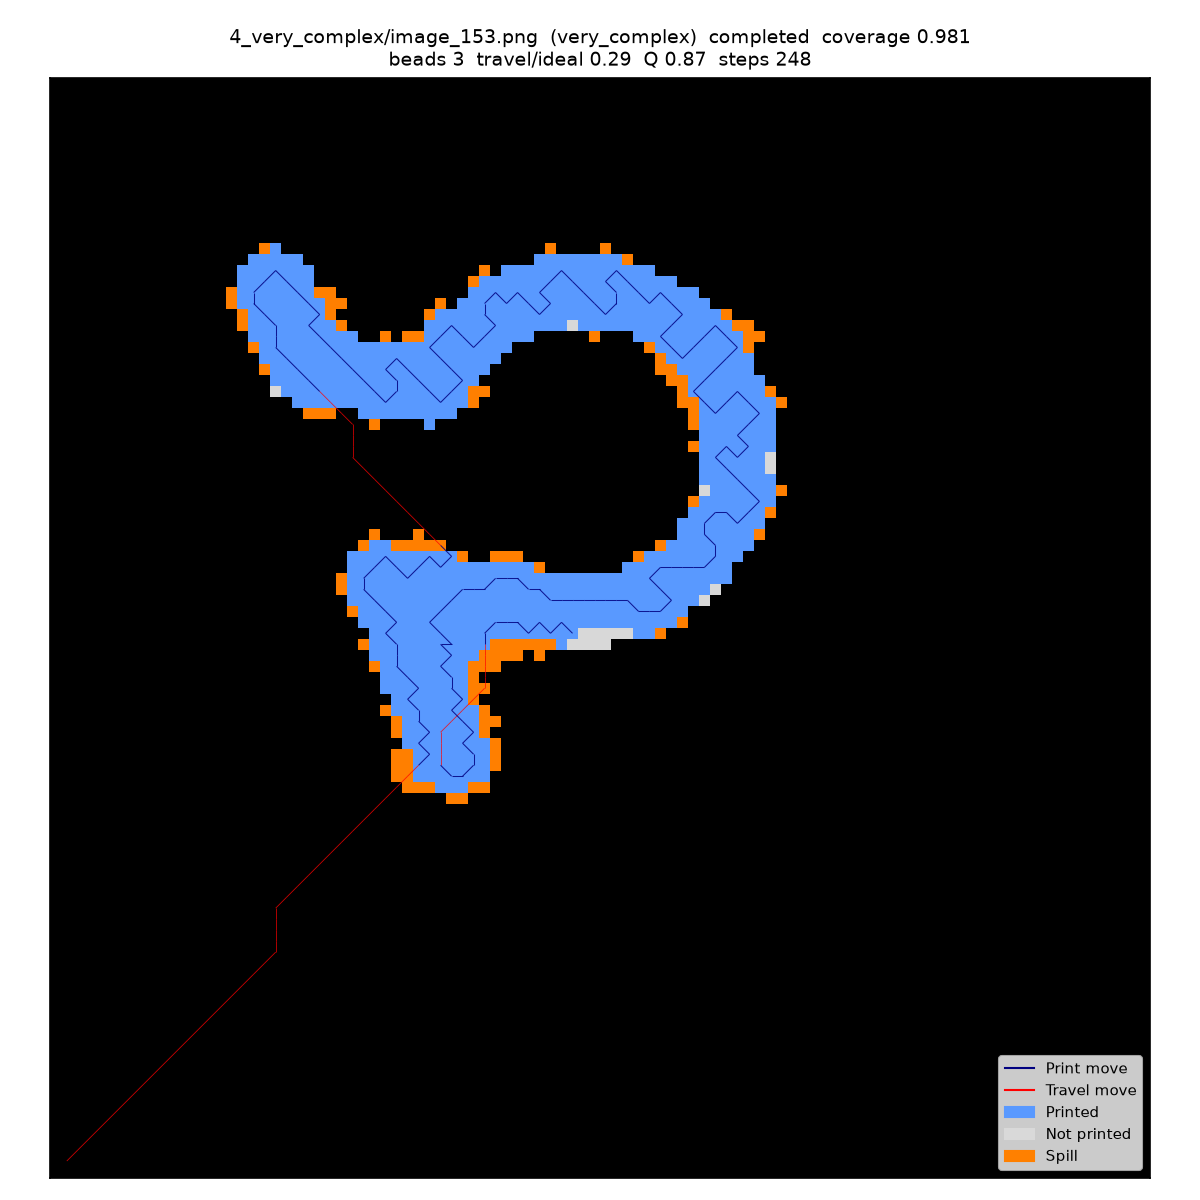 4_very_complex/image_153.png  (very_complex)  completed  coverage 0.981
beads 3  travel/ideal 0.29  Q 0.87  steps 248
Print move
Travel move
Printed
Not printed
Spill